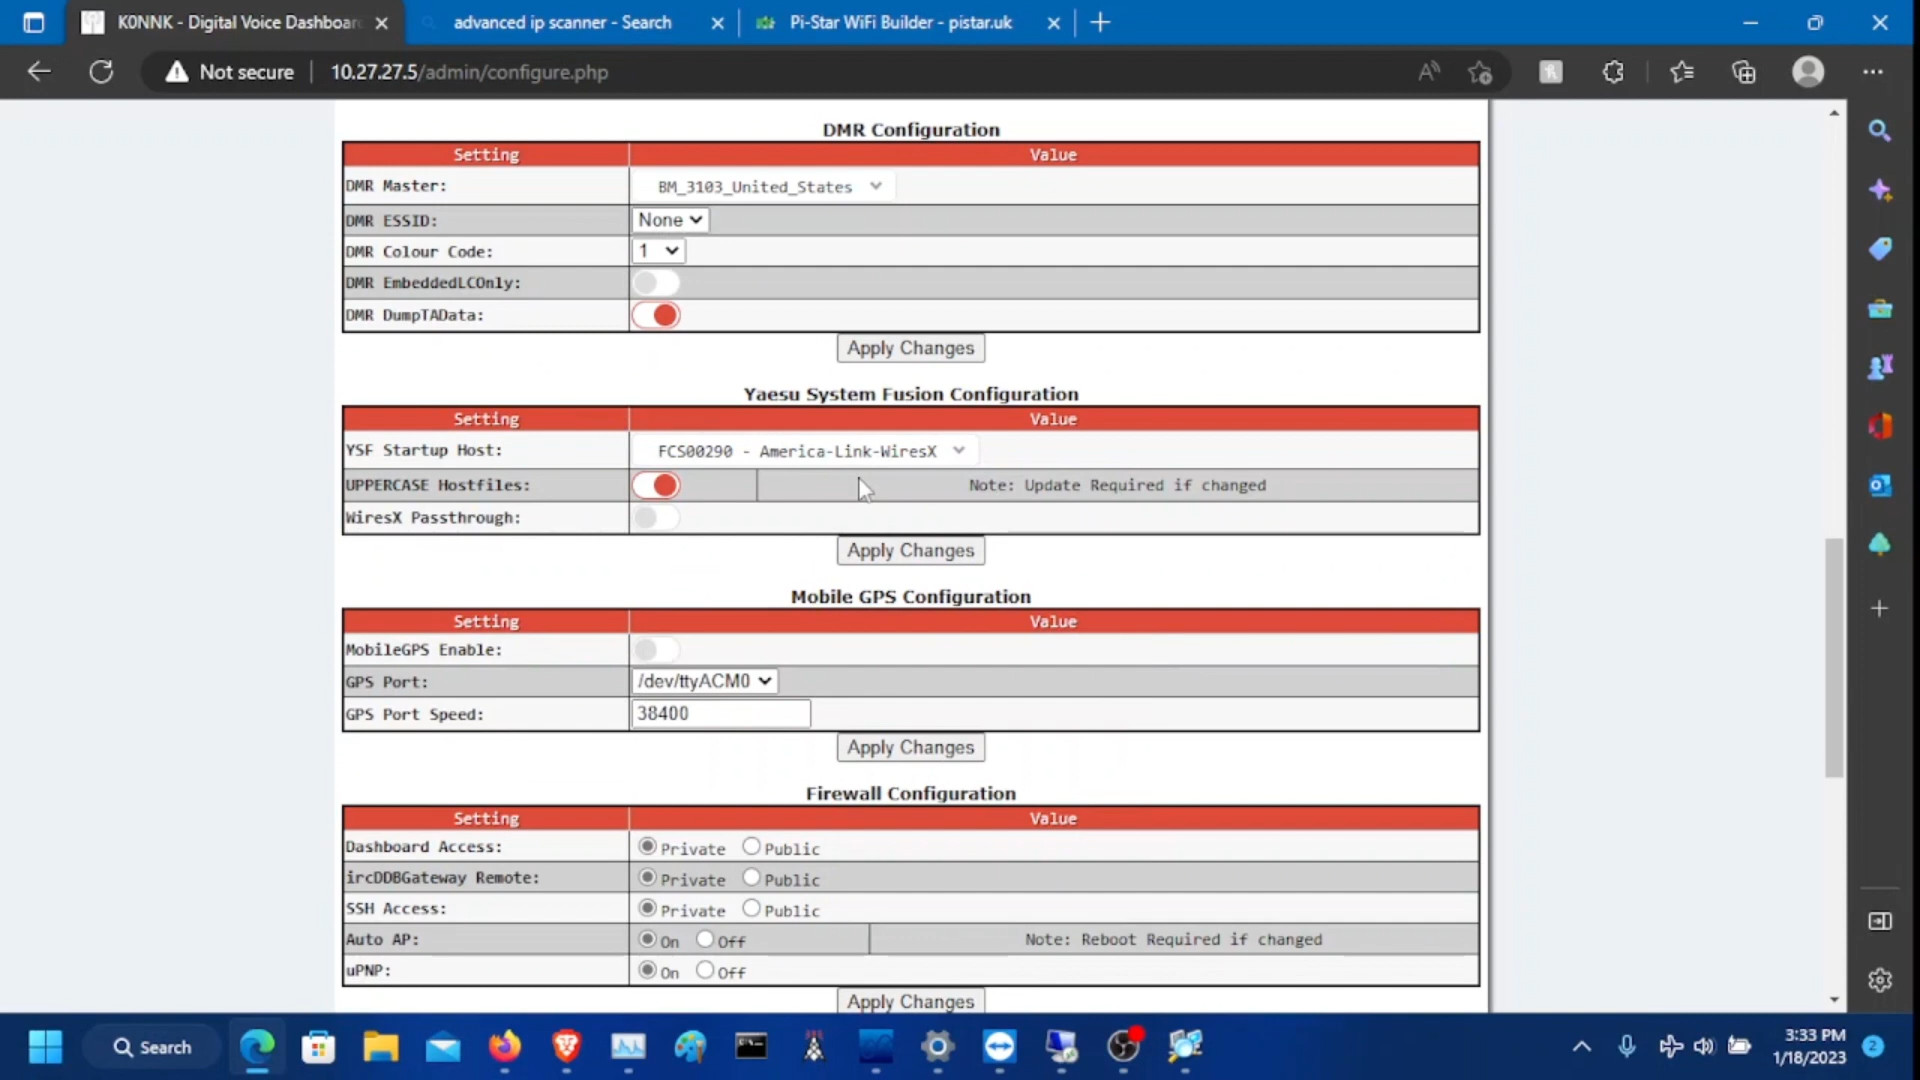 K0NNK - Digital Voice Dashboar
advanced ip scanner - Search
Pi-Star WiFi Builder - pistar.uk
Not secure
10.27.27.5/admin/configure.php
DMR Configuration
Setting
Value
DMR Master:
BM_3103_United_States
DMR ESSID:
None
DMR Colour Code:
1
DMR EmbeddedLCOnly:
DMR DumpTAData:
Apply Changes
Yaesu System Fusion Configuration
Setting
Value
YSF Startup Host:
FCS00290 - America-Link-WiresX
UPPERCASE Hostfiles:
Note: Update Required if changed
WiresX Passthrough:
Apply Changes
Mobile GPS Configuration
Setting
Value
MobileGPS Enable:
GPS Port:
/dev/ttyACM0
GPS Port Speed:
38400
Apply Changes
Firewall Configuration
Setting
Value
Dashboard Access:
Private
Public
ircDDBGateway Remote:
Private
Public
SSH Access:
Private
Public
Auto AP:
On
Off
Note: Reboot Required if changed
uPNP:
On
Off
Apply Changes
Search
3:33 PM
1/18/2023
2